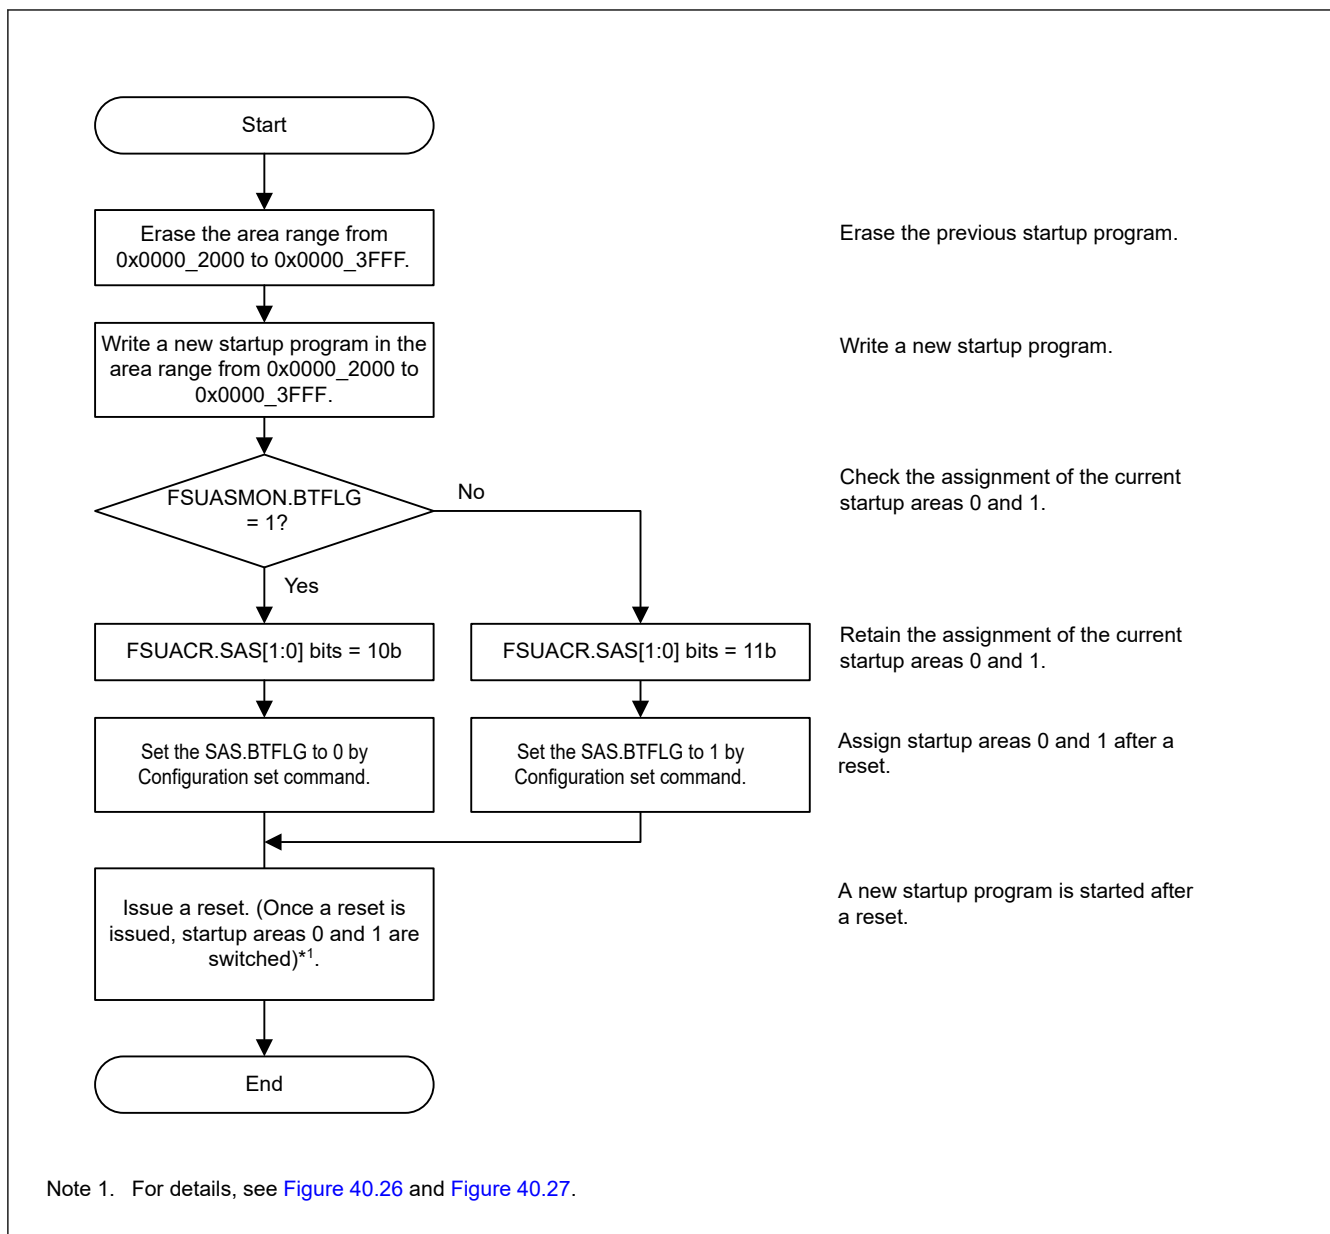 Start
Erase the area range from
0x0000_2000 to 0x0000_3FFF.
Erase the previous startup program.
Write a new startup program in the
area range from 0x0000_2000 to
0x0000_3FFF.
Write a new startup program.
FSUASMON.BTFLG
= 1?
No
Yes
Check the assignment of the current
startup areas 0 and 1.
FSUACR.SAS[1:0] bits = 10b
FSUACR.SAS[1:0] bits = 11b
Retain the assignment of the current
startup areas 0 and 1.
Set the SAS.BTFLG to 0 by
Configuration set command.
Set the SAS.BTFLG to 1 by
Configuration set command.
Assign startup areas 0 and 1 after a
reset.
Issue a reset. (Once a reset is
issued, startup areas 0 and 1 are
switched)*1.
A new startup program is started after
a reset.
End
Note 1. For details, see Figure 40.26 and Figure 40.27.